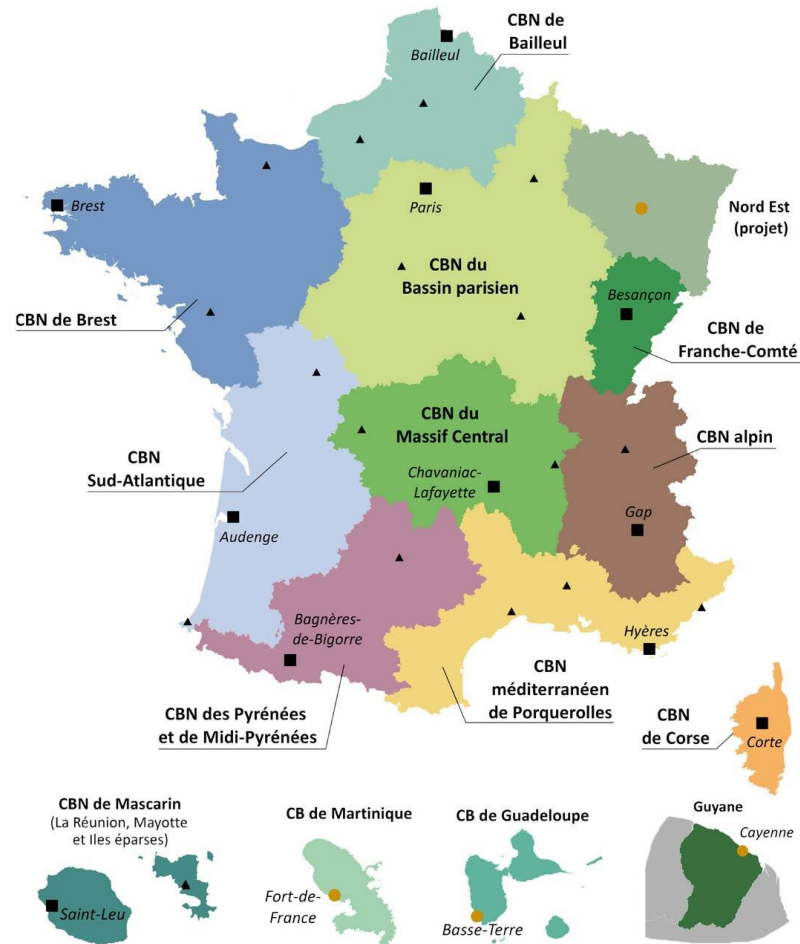 CBN de
Bailleul
Bailleul
Brest
Paris
Nord Est
(projet)
CBN du
Bassin parisien
Besançon
CBN de Brest
CBN de
Franche-Comté
CBN du
Massif Central
CBN alpin
CBN
Sud-Atlantique
Chavaniac-
Lafayette
Audenge
Gap
Bagnères-
de-Bigorre
Hyères
CBN des Pyrénées
et de Midi-Pyrénées
CBN
méditerranéen
de Porquerolles
CBN
de Corse
Corte
CBN de Mascarin
(La Réunion, Mayotte
et Iles éparses)
Saint-Leu
CB de Martinique
Fort-de-
France
CB de Guadeloupe
Basse-Terre
Guyane
Cayenne